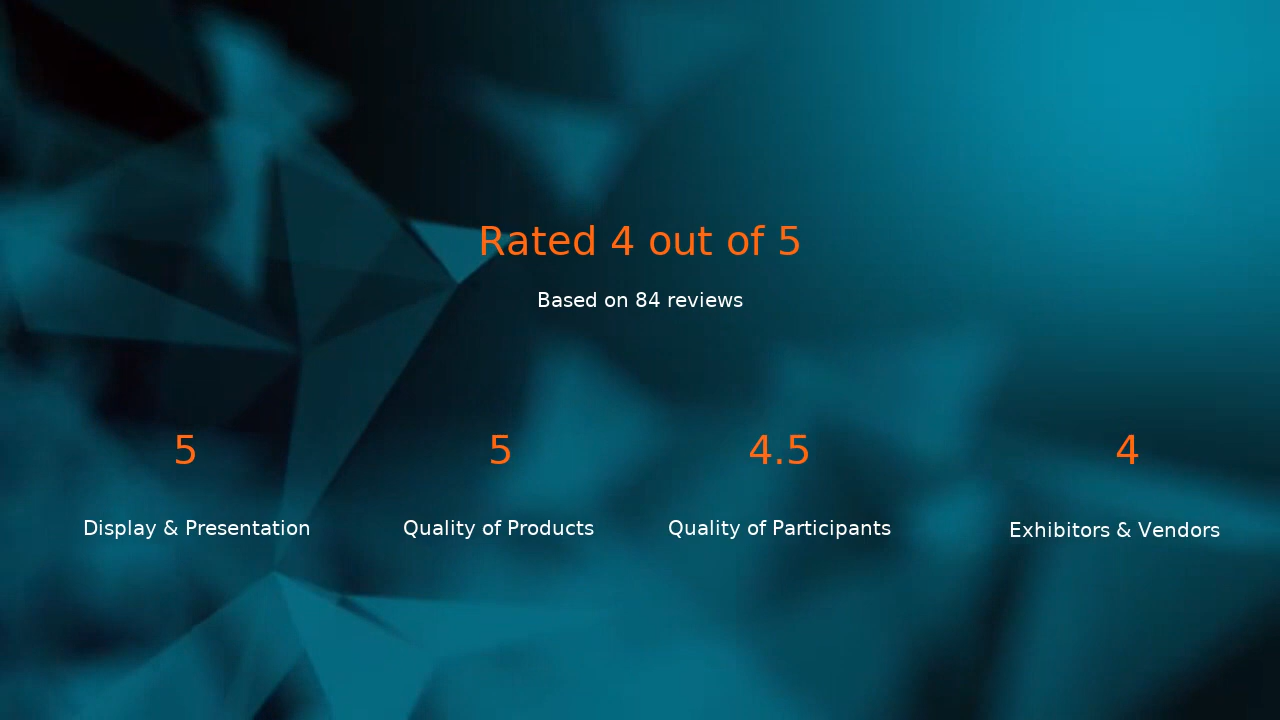 Rated 4 out of 5
Based on 84 reviews
5
Display & Presentation
5
Quality of Products
4.5
Quality of Participants
4
Exhibitors & Vendors